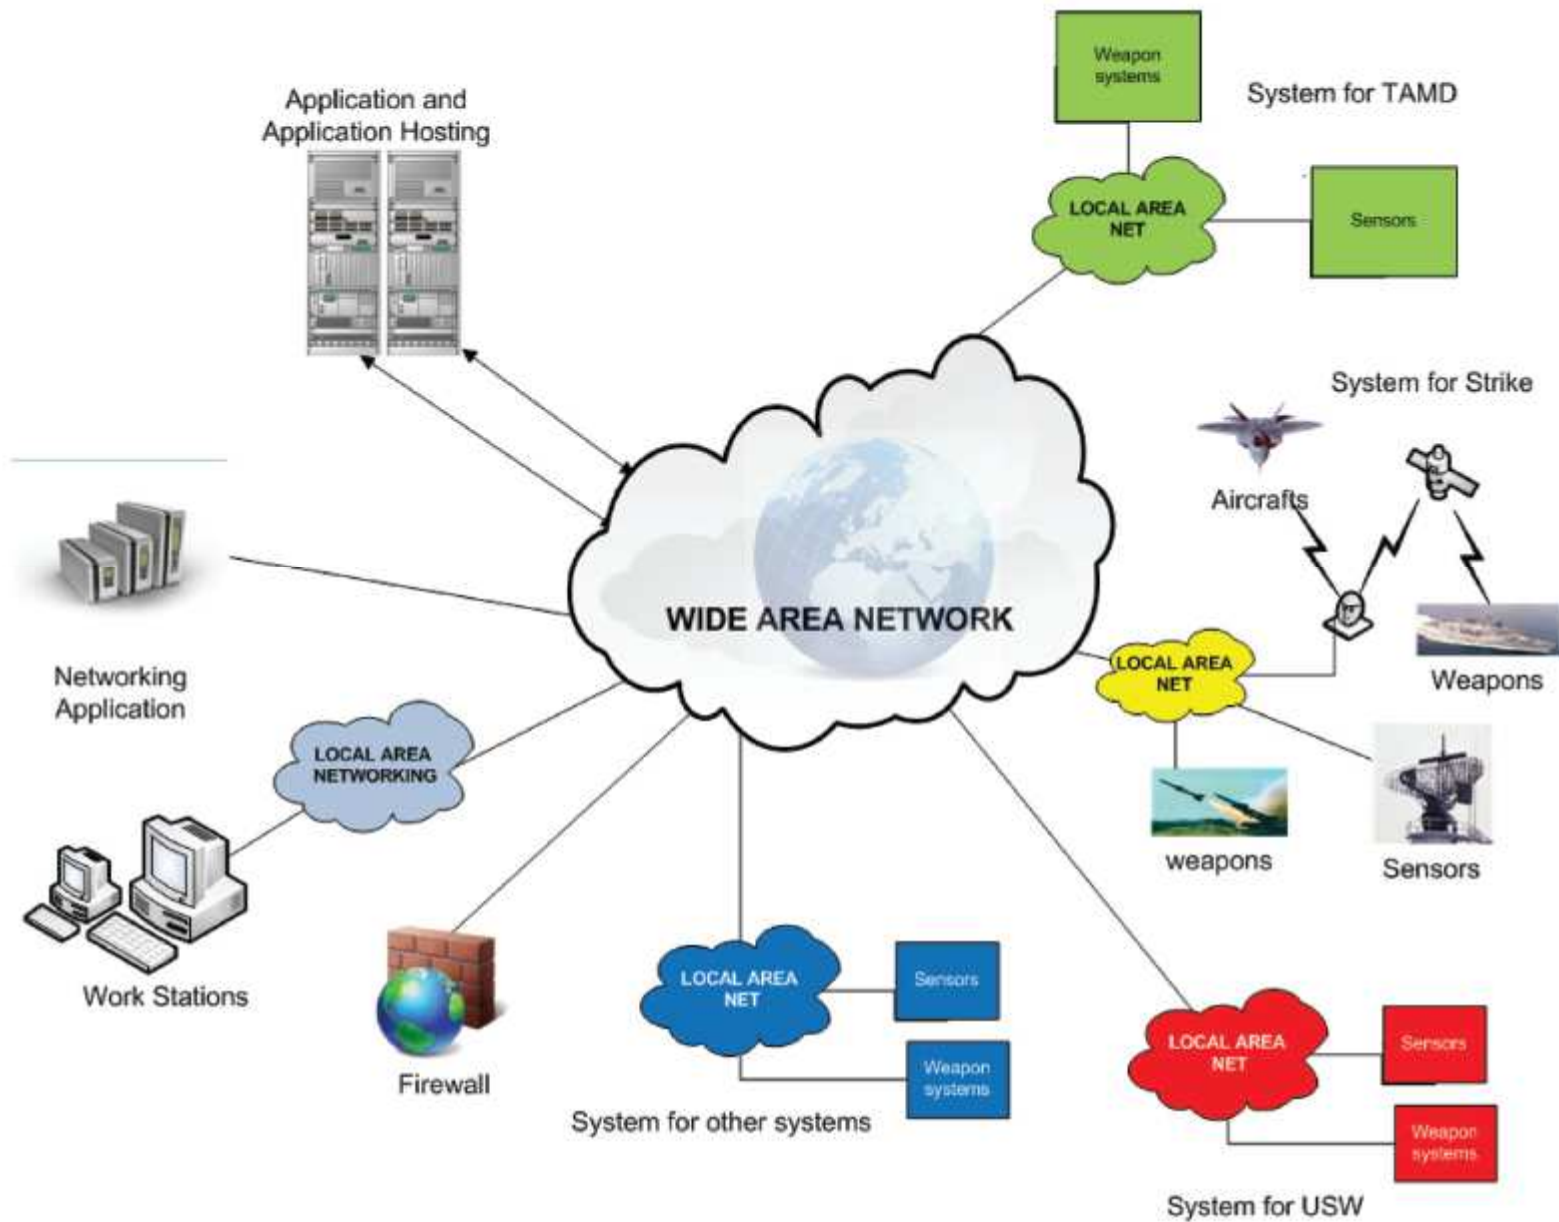 Weapon
systems
System for TAMD
Application and
Application Hosting
LOCAL AREA
NET
Sensors
System for Strike
Aircrafts
WIDE AREA NETWORK
LOCAL AREA
NET
Weapons
Networking
Application
LOCAL AREA
NETWORKING
weapons
Sensors
Work Stations
Firewall
LOCAL AREA
NET
Sensors
Weapon
systems
System for other systems
LOCAL AREA
NET
Sensors
Weapon
systems
System for USW